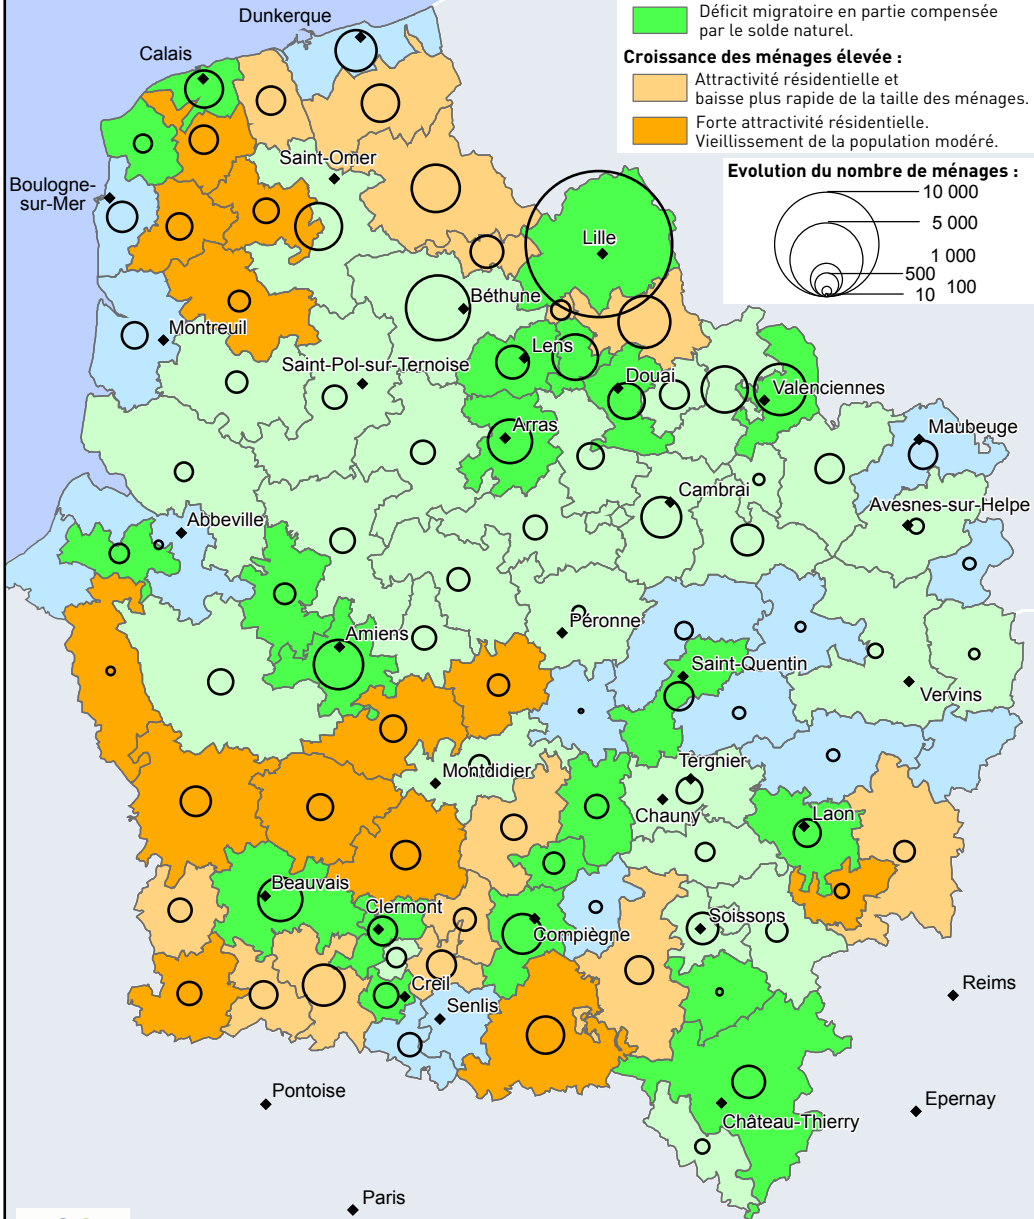 Déficit migratoire en partie compensée
par le solde naturel.
Croissance des ménages élevée :
Attractivité résidentielle et
baisse plus rapide de la taille des ménages.
Forte attractivité résidentielle.
Vieillissement de la population modéré.
Evolution du nombre de ménages :
10 000
5 000
1 000
500
100
10
Dunkerque
Calais
Saint-Omer
Boulogne-
sur-Mer
Lille
Béthune
Montreuil
Lens
Saint-Pol-sur-Ternoise
Douai
Valenciennes
Arras
Maubeuge
Cambrai
Avesnes-sur-Helpe
Abbeville
Péronne
Amiens
Saint-Quentin
Vervins
Tergnier
Montdidier
Chauny
Laon
Beauvais
Clermont
Compiègne
Soissons
Creil
Senlis
Reims
Pontoise
Epernay
Château-Thierry
Paris